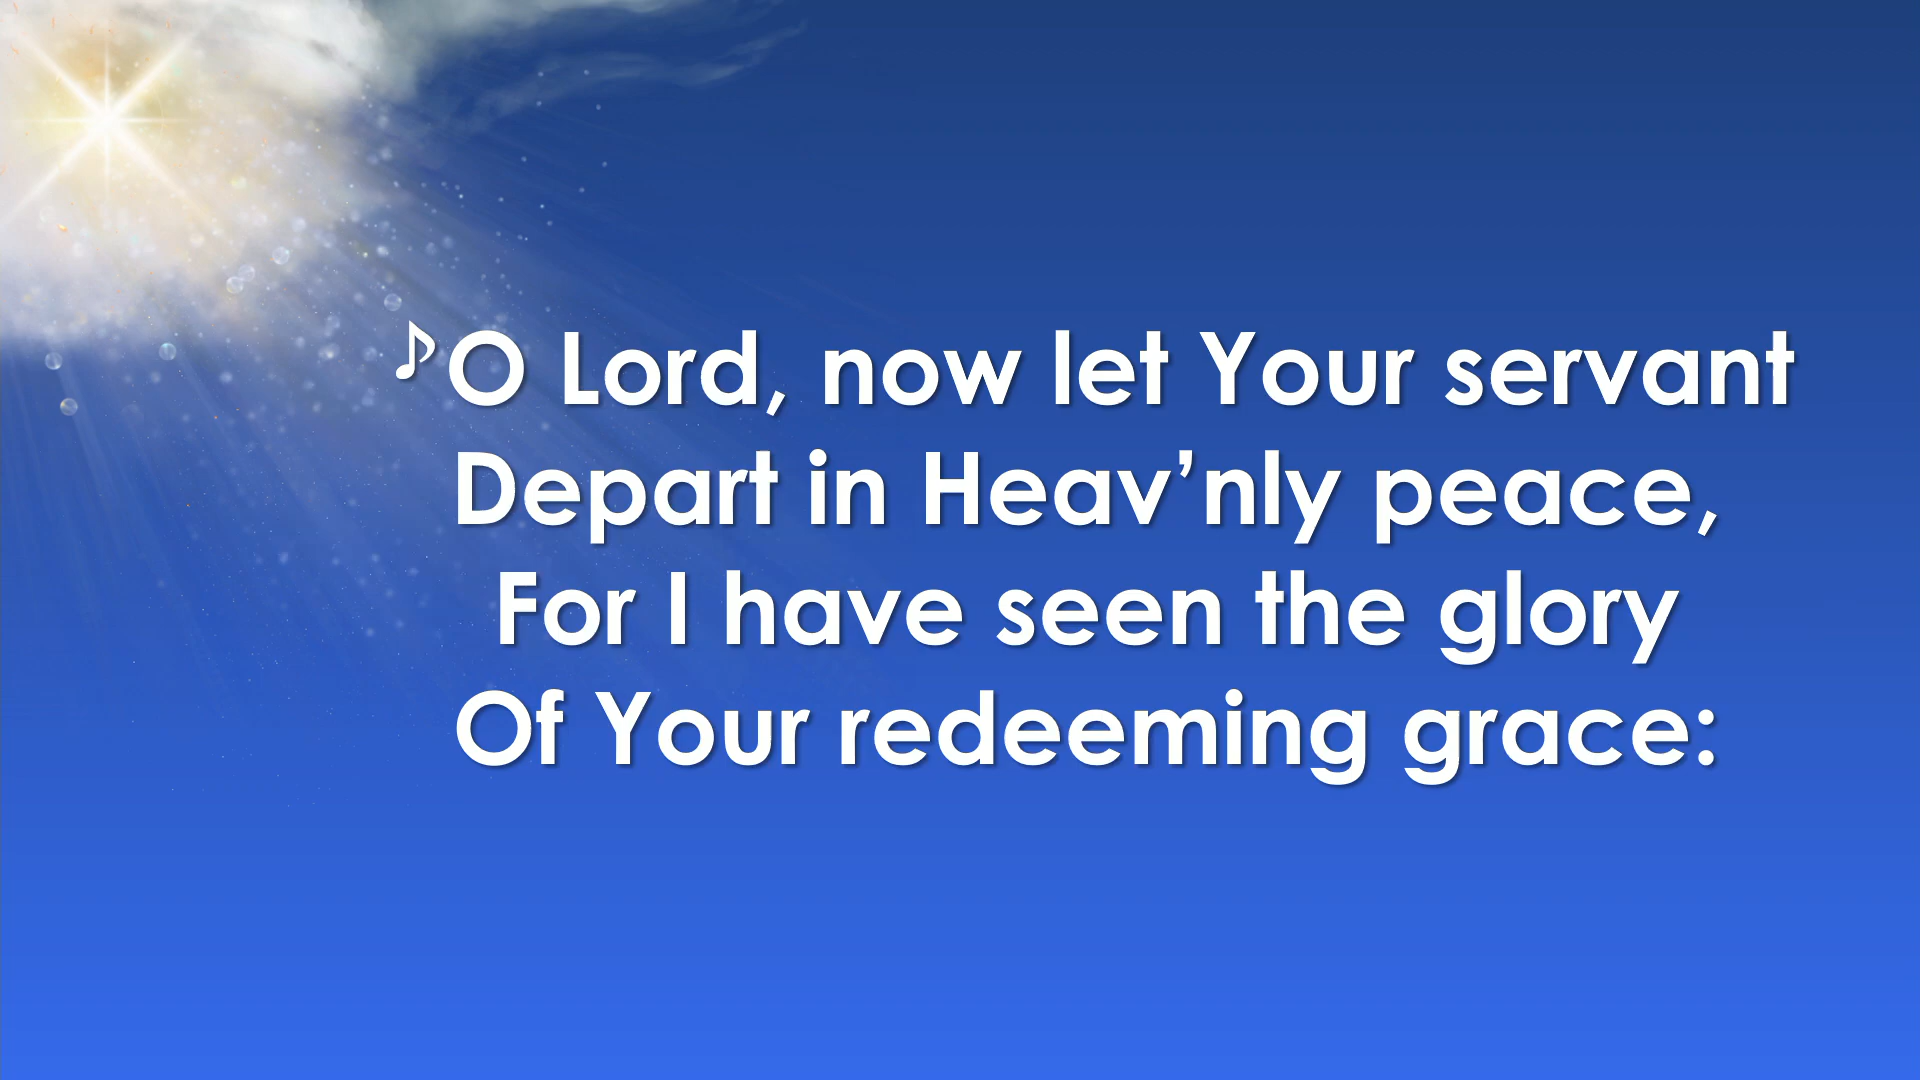 ♪O Lord, now let Your servant
Depart in Heav’nly peace,
For I have seen the glory
Of Your redeeming grace: